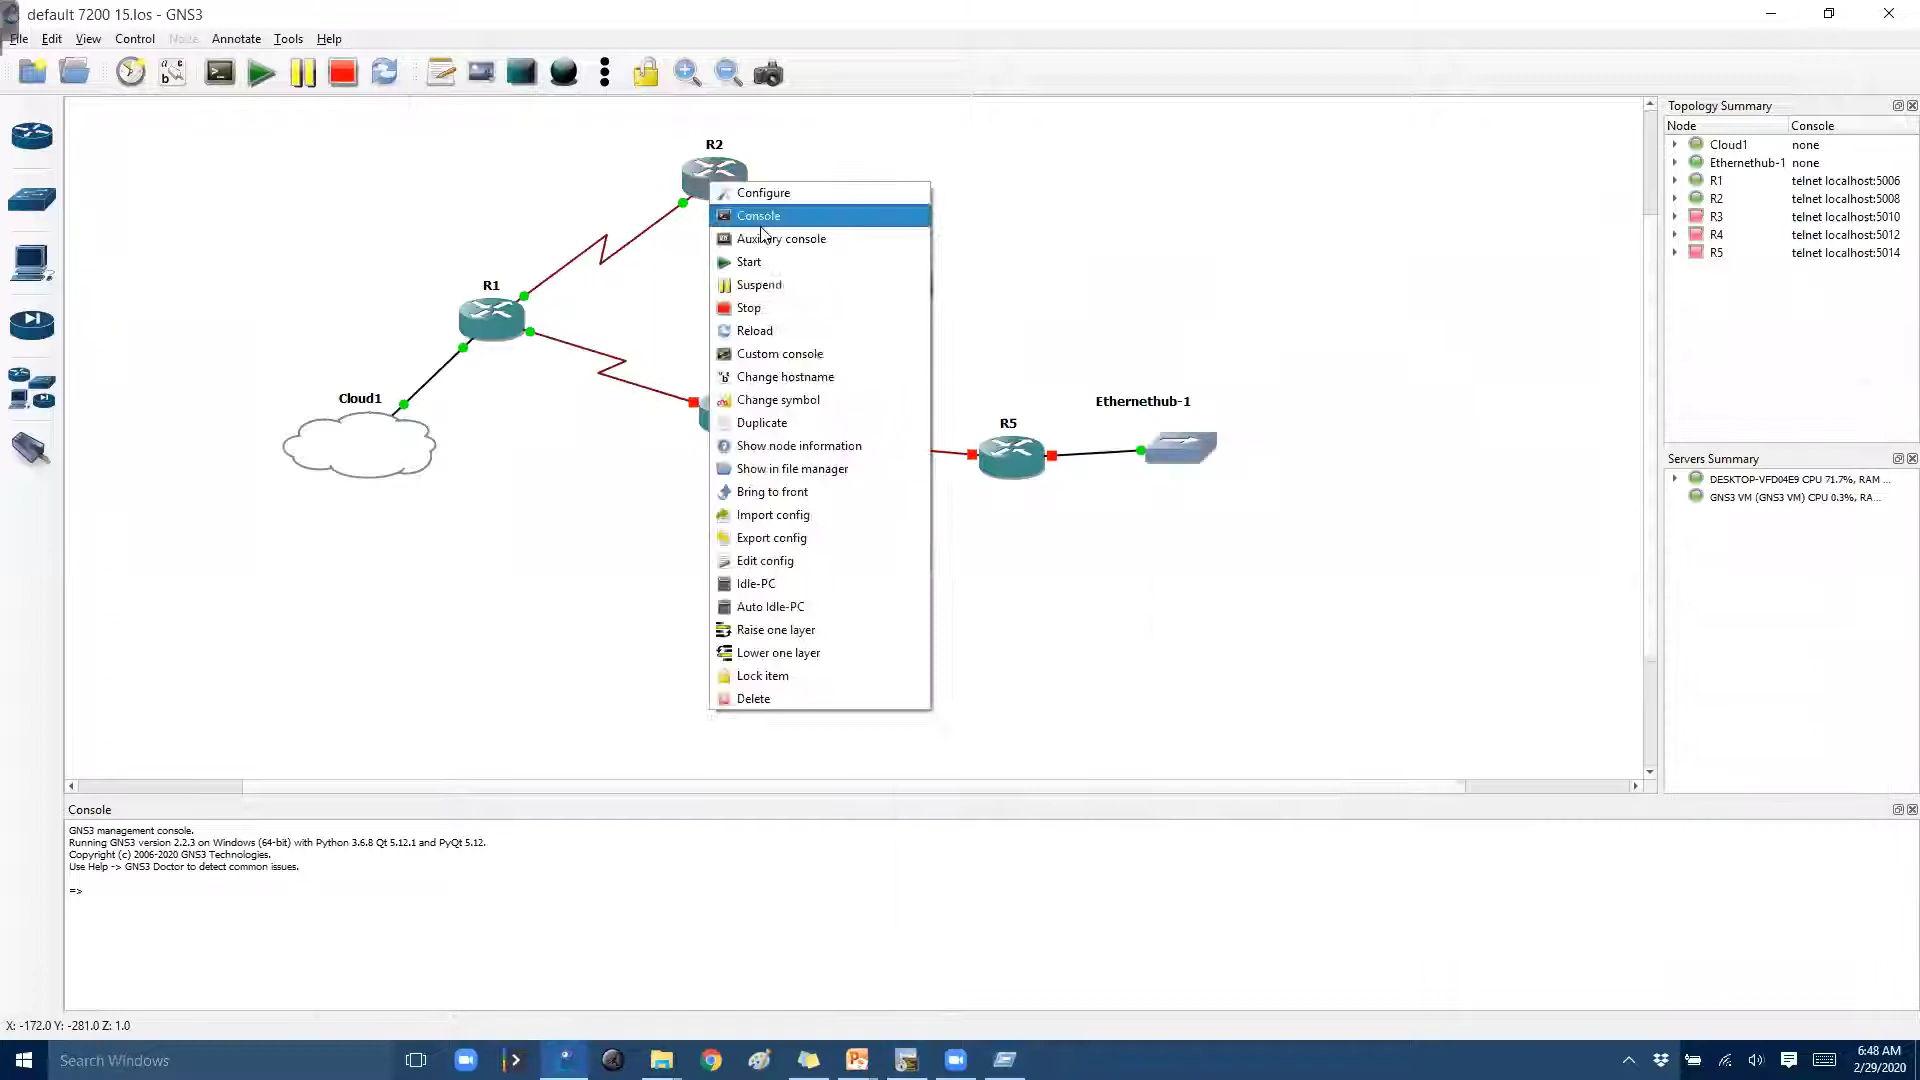 default 7200 15.Ios - GNS3
File Edit View Control Node Annotate Tools Help
R2
R1
Cloud1
R5
Ethernethub-1
Configure
Console
Auxiliary console
Start
Suspend
Stop
Reload
Custom console
Change hostname
Change symbol
Duplicate
Show node information
Show in file manager
Bring to front
Import config
Export config
Edit config
Idle-PC
Auto Idle-PC
Raise one layer
Lower one layer
Lock item
Delete
Topology Summary
Node Console
Cloud1 none
Ethernethub-1 none
R1 telnet localhost:5006
R2 telnet localhost:5008
R3 telnet localhost:5010
R4 telnet localhost:5012
R5 telnet localhost:5014
Servers Summary
DESKTOP-VFD04E9 CPU 71.7%, RAM ...
GNS3 VM (GNS3 VM) CPU 0.3%, RA...
Console
GNS3 management console.
Running GNS3 version 2.2.3 on Windows (64-bit) with Python 3.6.8 Qt 5.12.1 and PyQt 5.12.
Copyright (c) 2006-2020 GNS3 Technologies.
Use Help -> GNS3 Doctor to detect common issues.
=>
X: -172.0 Y: -281.0 Z: 1.0
Search Windows
6:48 AM
2/29/2020